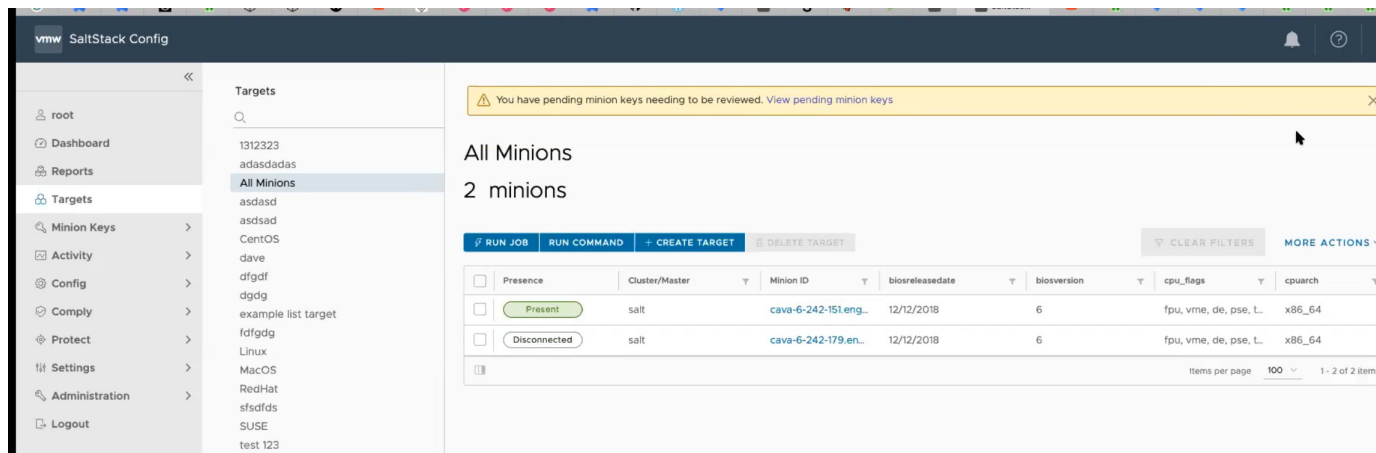 vmw SaltStack Config
root
Dashboard
Reports
Targets
Minion Keys
Activity
Config
Comply
Protect
Settings
Administration
Logout
Targets
1312323
adasdadas
All Minions
asdasd
asdsad
CentOS
dave
dfgdf
dgdg
example list target
fdfgdg
Linux
MacOS
RedHat
sfsdfds
SUSE
test 123
You have pending minion keys needing to be reviewed. View pending minion keys
All Minions
2 minions
RUN JOB RUN COMMAND + CREATE TARGET DELETE TARGET CLEAR FILTERS MORE ACTIONS
Presence Cluster/Master Minion ID biosreleasedate biosversion cpu_flags cpuarch
Present salt cava-6-242-151.eng... 12/12/2018 6 fpu, vme, de, pse, t... x86_64
Disconnected salt cava-6-242-179.en... 12/12/2018 6 fpu, vme, de, pse, t... x86_64
Items per page 100 1 - 2 of 2 item